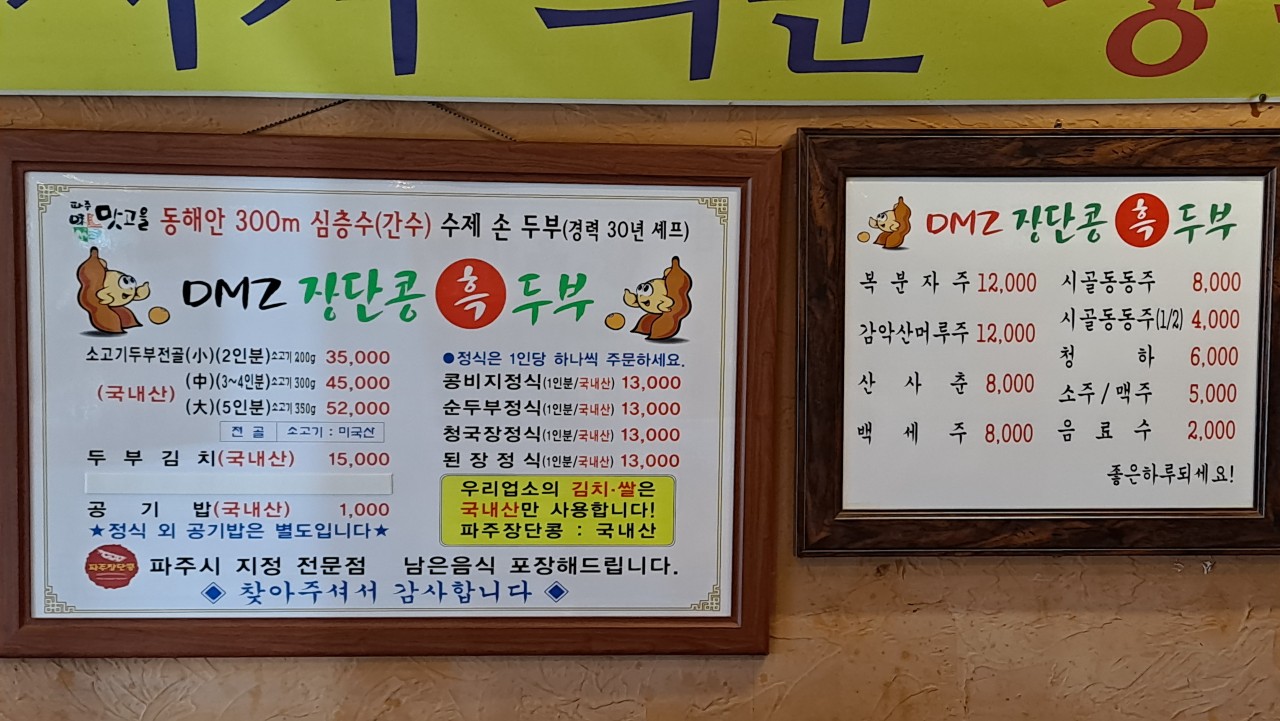 파주 맛고을 동해안 300m 심층수(간수) 수제 손 두부(경력 30년 셰프)
DMZ 장단콩 흑 두부
소고기두부전골(小)(2인분)소고기 200g 35,000
(국내산)
(中)(3~4인분)소고기 300g 45,000
(大)(5인분)소고기 350g 52,000
전 골 소고기 : 미국산
두 부 김 치(국내산) 15,000
공 기 밥(국내산) 1,000
★정식 외 공기밥은 별도입니다★
●정식은 1인당 하나씩 주문하세요.
콩비지정식(1인분/국내산) 13,000
순두부정식(1인분/국내산) 13,000
청국장정식(1인분/국내산) 13,000
된 장 정 식(1인분/국내산) 13,000
우리업소의 김치·쌀은
국내산만 사용합니다!
파주장단콩 : 국내산
파주장단콩
파주시 지정 전문점 남은음식 포장해드립니다.
◈ 찾아주셔서 감사합니다 ◈
DMZ 장단콩 흑 두부
복 분 자 주 12,000
감악산머루주 12,000
산 사 춘 8,000
백 세 주 8,000
시골동동주 8,000
시골동동주(1/2) 4,000
청 하 6,000
소주 / 맥주 5,000
음 료 수 2,000
좋은하루되세요!